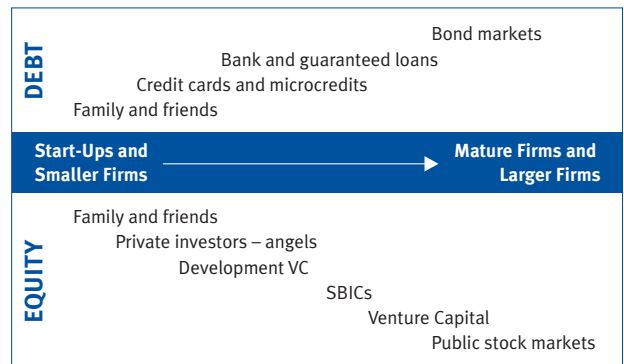 DEBT
Bond markets
Bank and guaranteed loans
Credit cards and microcredits
Family and friends
Start-Ups and
Smaller Firms
Mature Firms and
Larger Firms
EQUITY
Family and friends
Private investors – angels
Development VC
SBICs
Venture Capital
Public stock markets